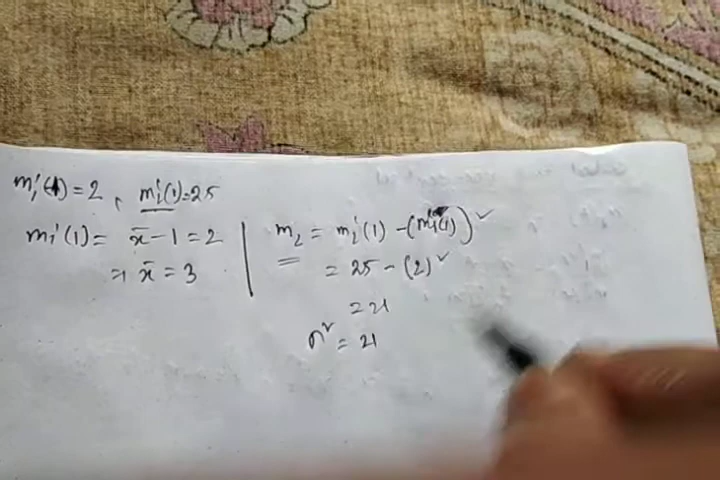 m₁'(1) = 2 , m₂'(1) = 25
m₁'(1) = x̄ - 1 = 2
⇒ x̄ = 3
m₂ = m₂'(1) - (m₁'(1))²
= 25 - (2)²
= 21
σ² = 21